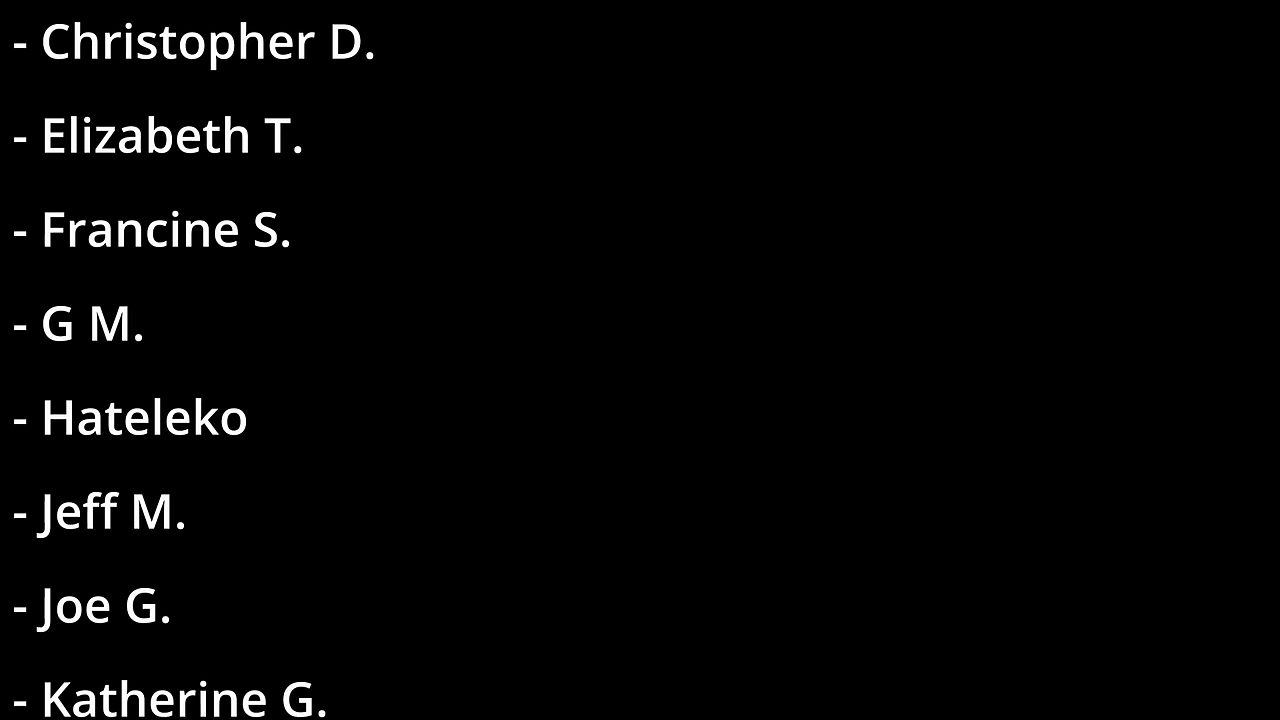 - Christopher D.
- Elizabeth T.
- Francine S.
- G M.
- Hateleko
- Jeff M.
- Joe G.
- Katherine G.